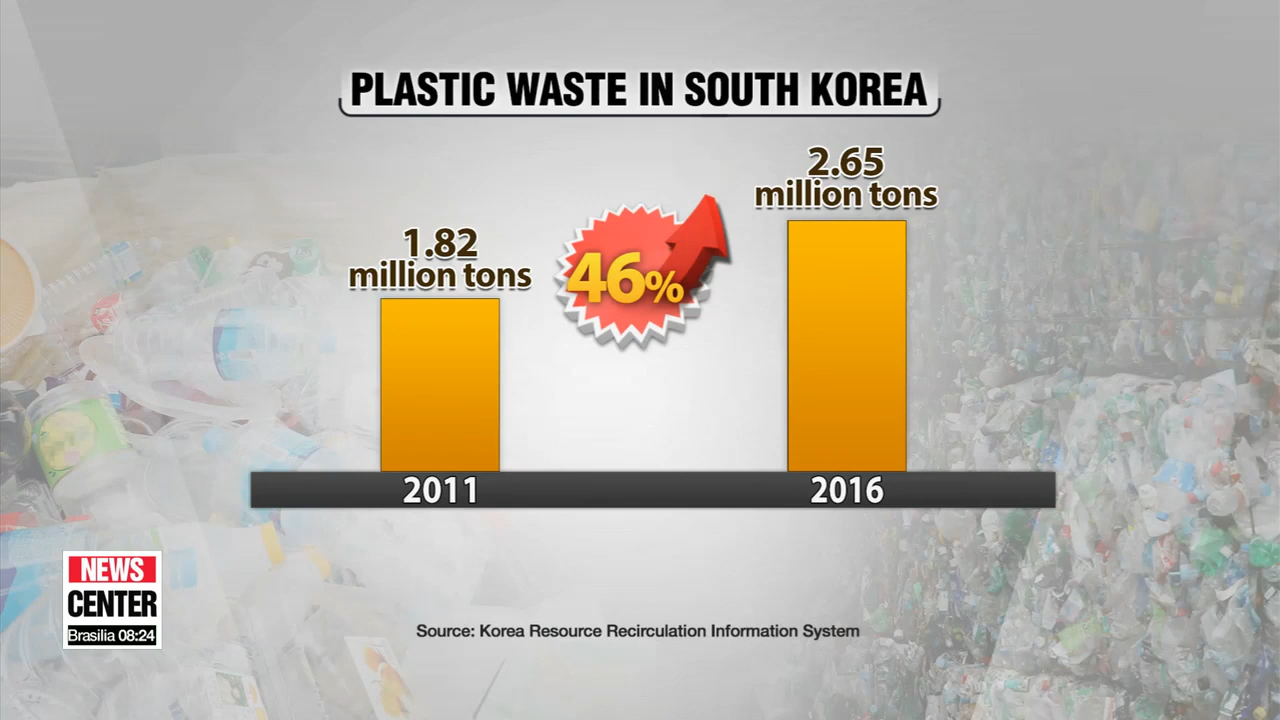 PLASTIC WASTE IN SOUTH KOREA
1.82
million tons
46%
2.65
million tons
2011
2016
NEWS
CENTER
Brasilia 08:24
Source: Korea Resource Recirculation Information System